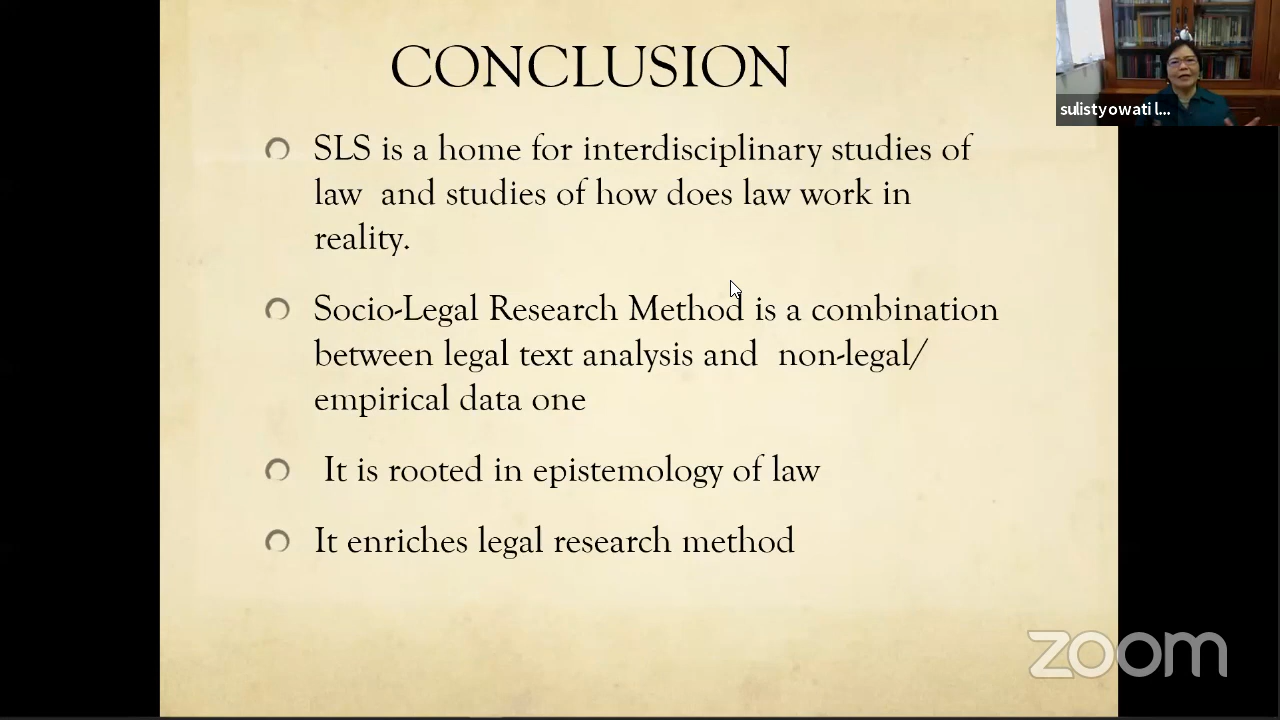 CONCLUSION
sulistyowati l...
SLS is a home for interdisciplinary studies of
law and studies of how does law work in
reality.
Socio-Legal Research Method is a combination
between legal text analysis and non-legal/
empirical data one
It is rooted in epistemology of law
It enriches legal research method
zoom